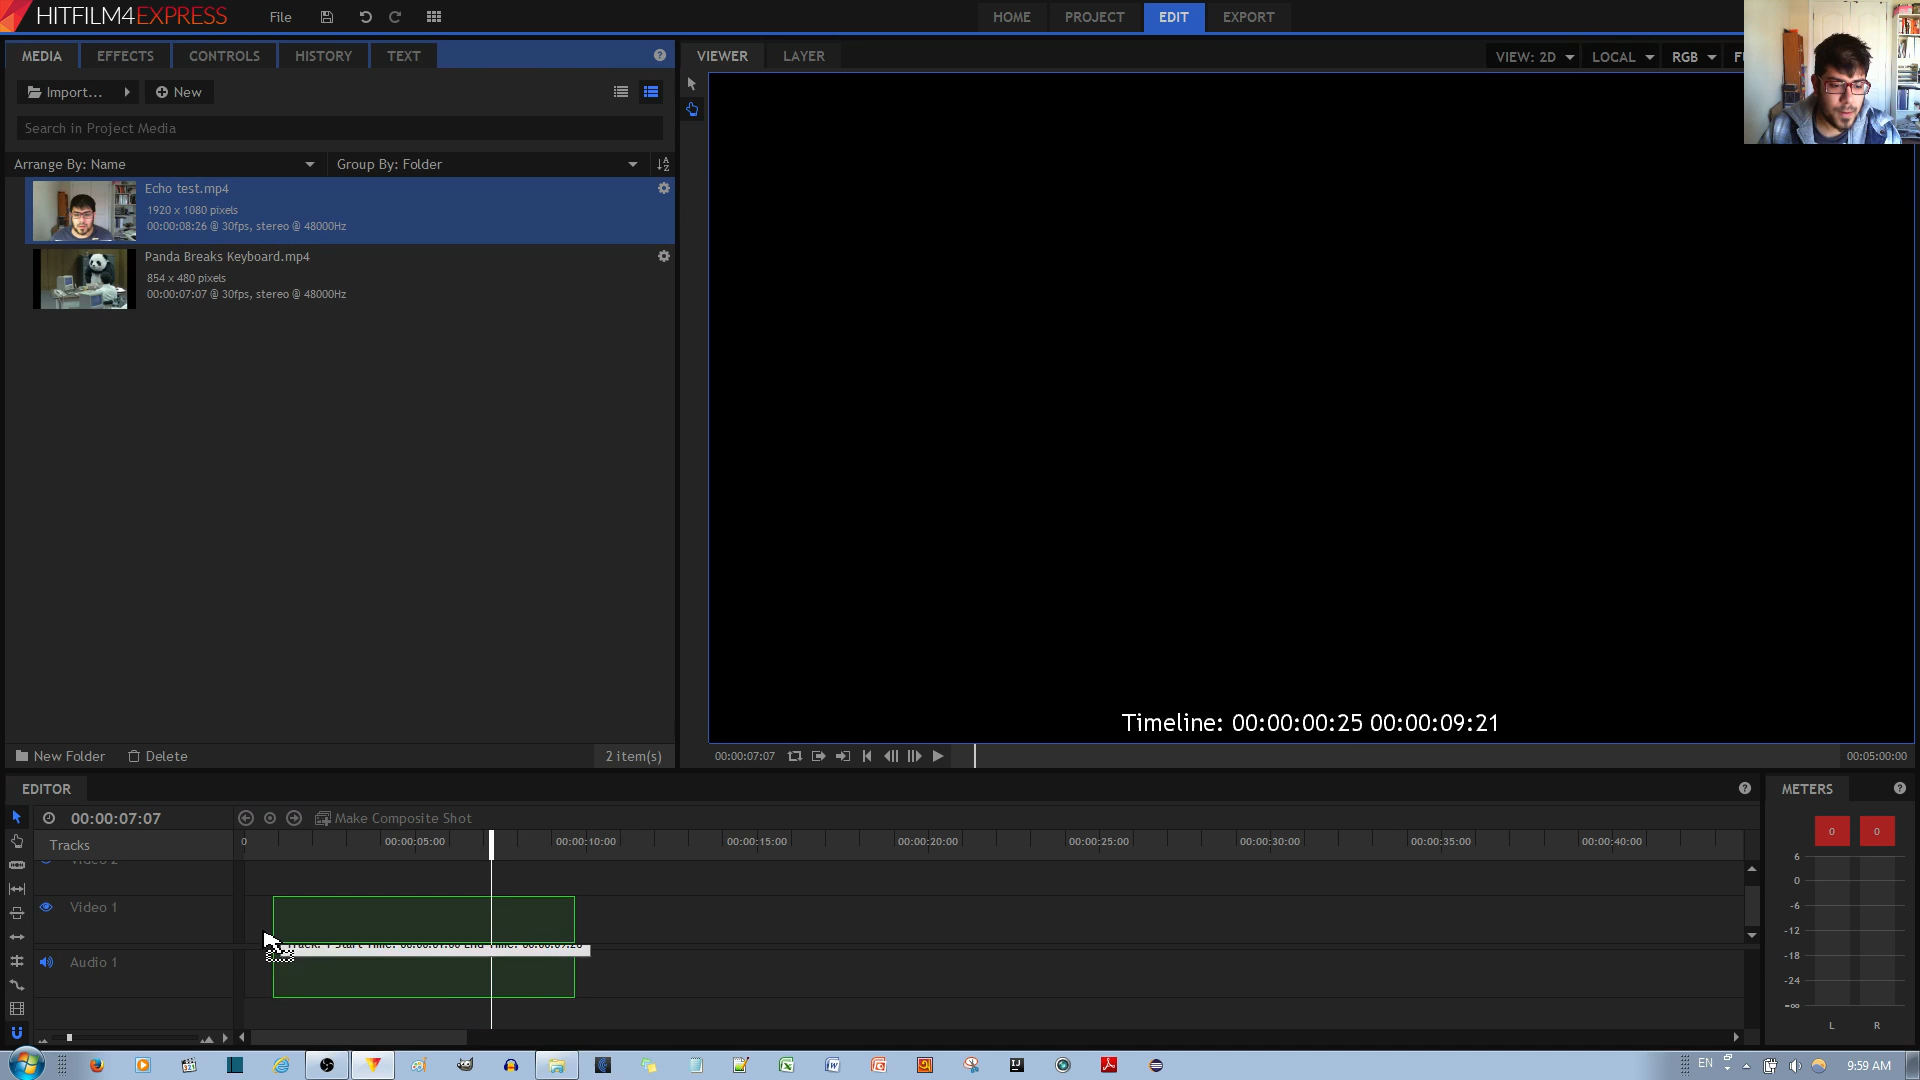 HITFILM4EXPRESS
File
HOME
PROJECT
EDIT
EXPORT
MEDIA
EFFECTS
CONTROLS
HISTORY
TEXT
VIEWER
LAYER
VIEW: 2D
LOCAL
RGB
Import...
New
Search in Project Media
Arrange By: Name
Group By: Folder
Echo test.mp4
1920 x 1080 pixels
00:00:08:26 @ 30fps, stereo @ 48000Hz
Panda Breaks Keyboard.mp4
854 x 480 pixels
00:00:07:07 @ 30fps, stereo @ 48000Hz
Timeline: 00:00:00:25 00:00:09:21
New Folder
Delete
2 item(s)
00:00:07:07
00:05:00:00
EDITOR
METERS
00:00:07:07
Make Composite Shot
Tracks
0
00:00:05:00
00:00:10:00
00:00:15:00
00:00:20:00
00:00:25:00
00:00:30:00
00:00:35:00
00:00:40:00
0 0
6
0
-6
-12
-18
-24
-∞
L R
Video 2
Video 1
Audio 1
EN
9:59 AM